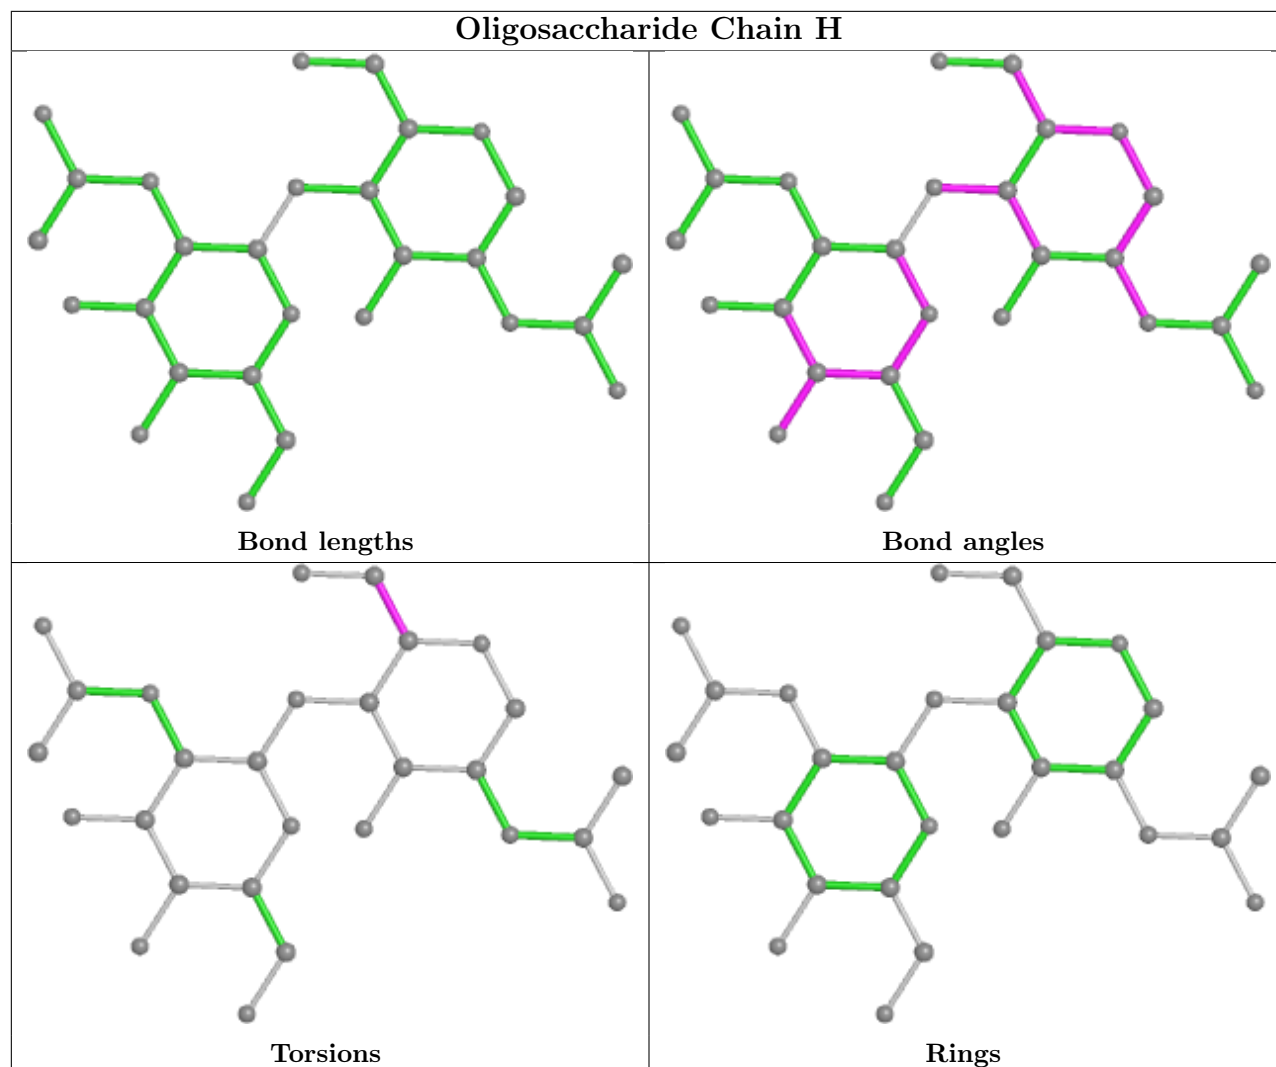 Oligosaccharide Chain H
Bond lengths
Bond angles
Torsions
Rings